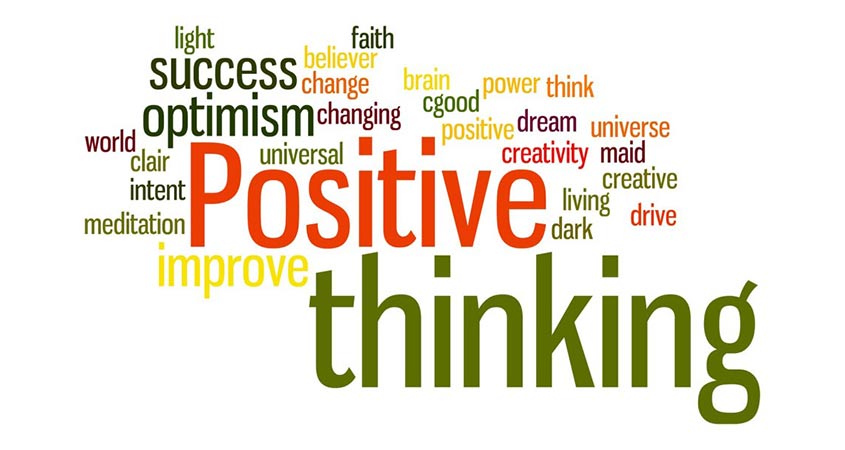 light faith
success believer
change brain power think
optimism changing cgood
world positive dream universe
clair universal creativity maid
intent Positive living creative
meditation dark drive
improve
thinking